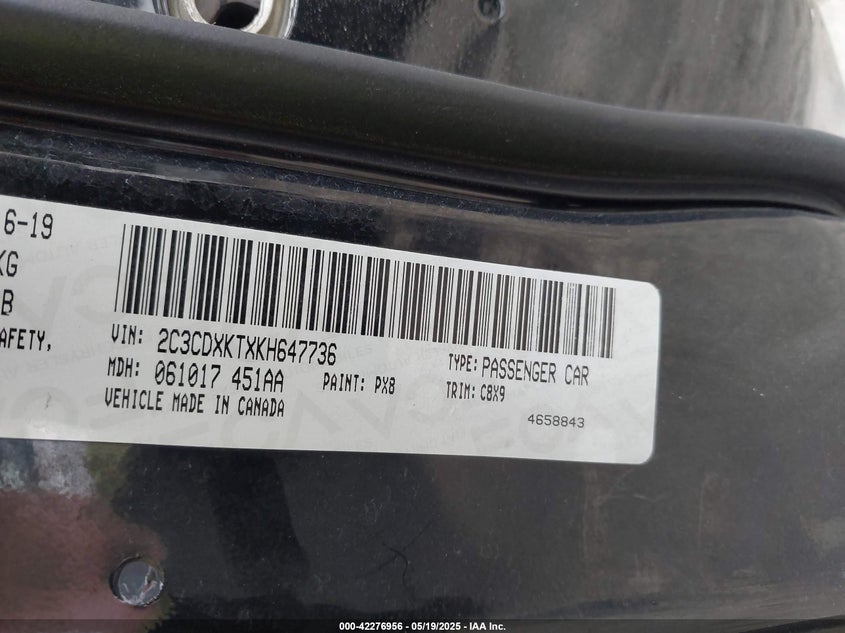 6-19
KG
B
AFETY,
VIN: 2C3CDXKTXKH647736
TYPE: PASSENGER CAR
MDH: 061017 451AA
PAINT: PX8
TRIM: C8X9
VEHICLE MADE IN CANADA
4658843
000-42276956 - 05/19/2025 - IAA Inc.